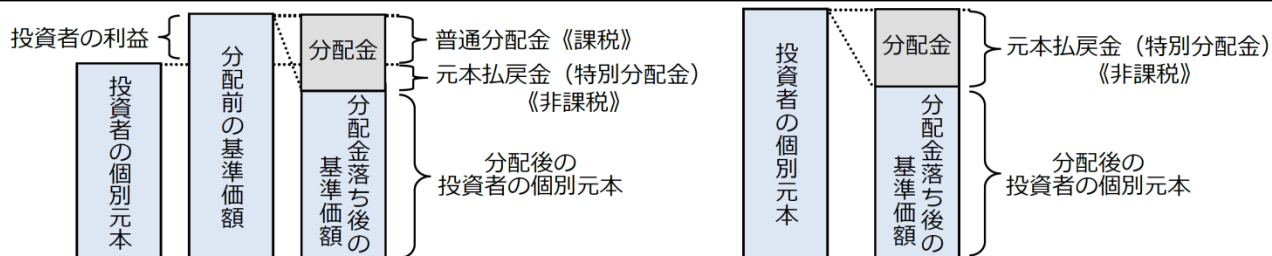 投資者の利益
投資者の個別元本
分配前の基準価額
分配金
分配金落ち後の
基準価額
普通分配金《課税》
元本払戻金（特別分配金）
《非課税》
分配後の
投資者の個別元本
投資者の個別元本
分配金
分配金落ち後の
基準価額
元本払戻金（特別分配金）
《非課税》
分配後の
投資者の個別元本